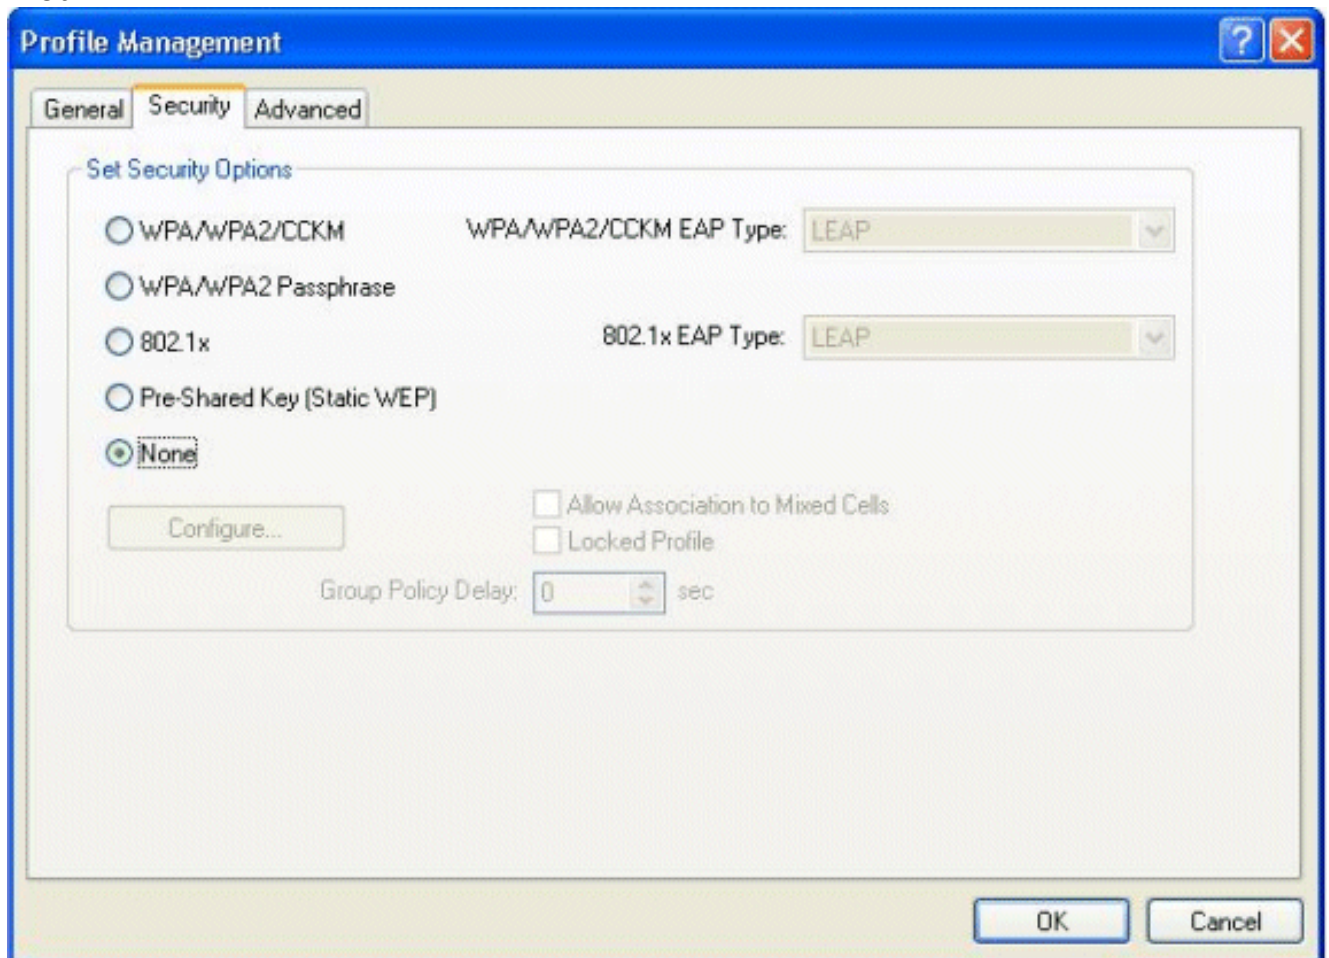 Profile Management
General Security Advanced
Set Security Options
WPA/WPA2/CCKM WPA/WPA2/CCKM EAP Type: LEAP
WPA/WPA2 Passphrase
802.1x 802.1x EAP Type: LEAP
Pre-Shared Key (Static WEP)
None
Configure... Allow Association to Mixed Cells
Locked Profile
Group Policy Delay: 0 sec
OK Cancel